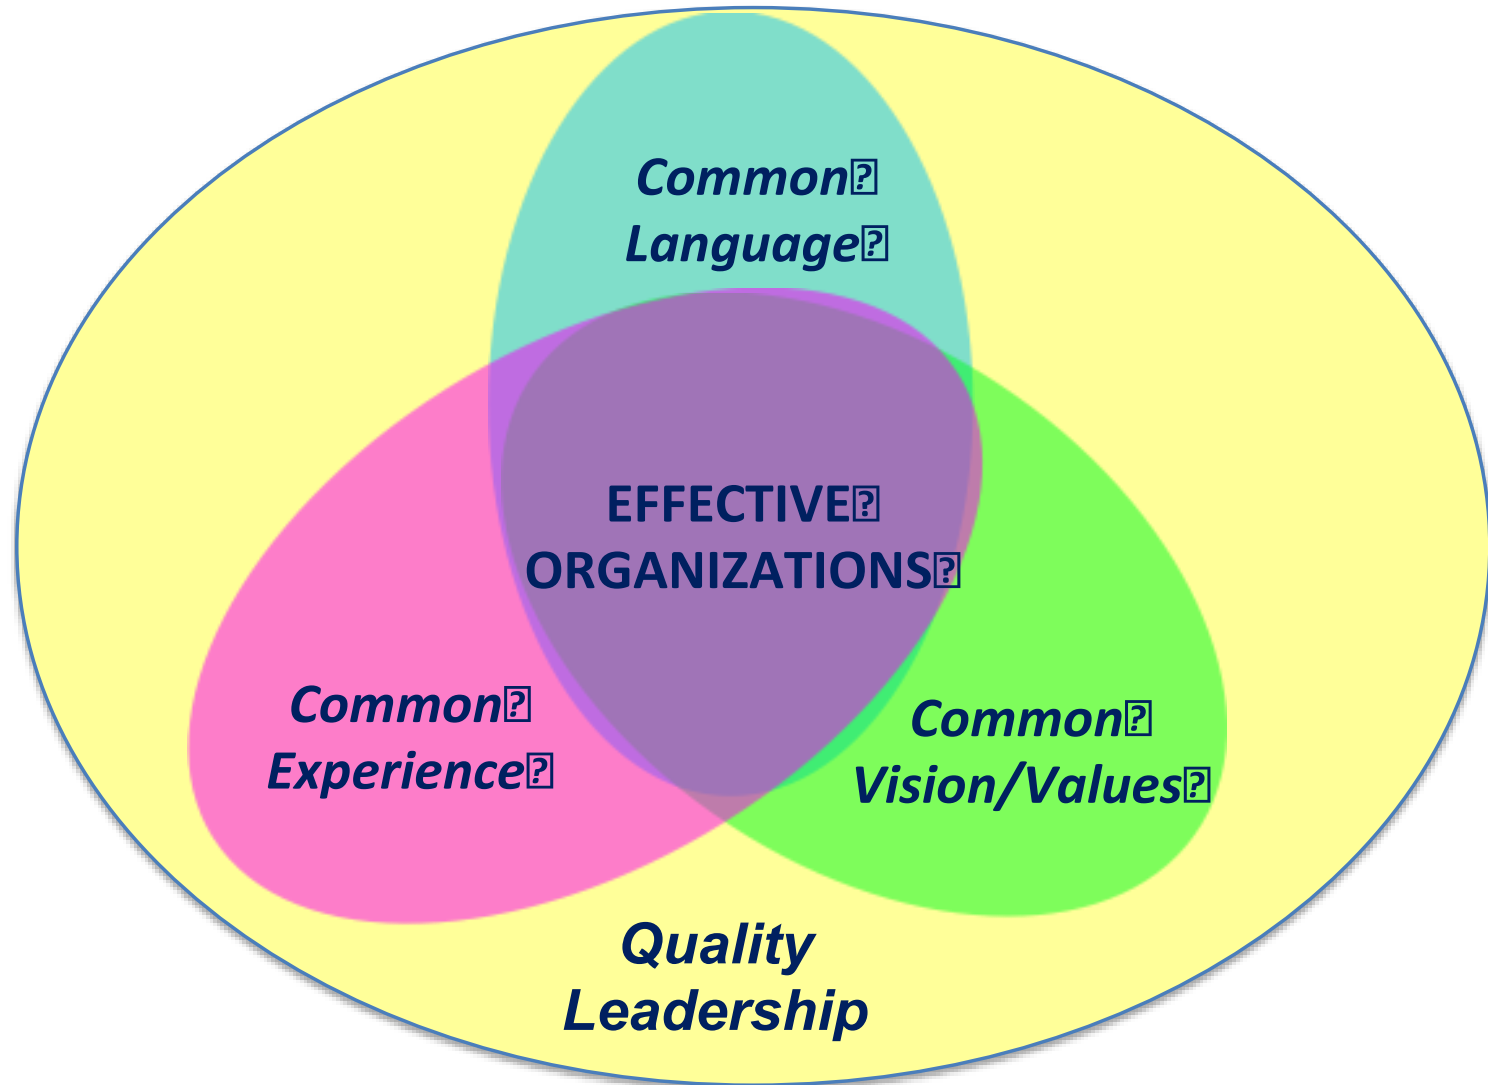 Common⍰
Language⍰
EFFECTIVE⍰
ORGANIZATIONS⍰
Common⍰
Experience⍰
Common⍰
Vision/Values⍰
Quality
Leadership